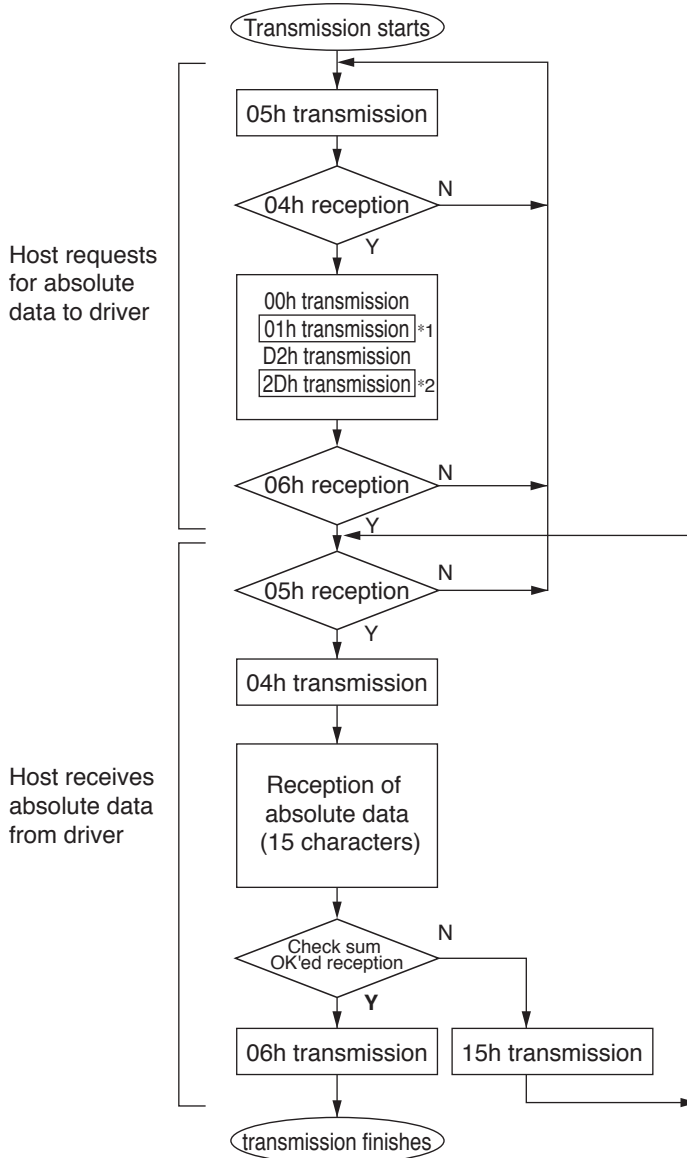 Transmission starts
05h transmission
04h reception
N
Y
Host requests
for absolute
data to driver
00h transmission
01h transmission *1
D2h transmission
2Dh transmission *2
06h reception
N
Y
05h reception
N
Y
04h transmission
Host receives
absolute data
from driver
Reception of
absolute data
(15 characters)
Check sum
OK'ed reception
N
Y
06h transmission
15h transmission
transmission finishes